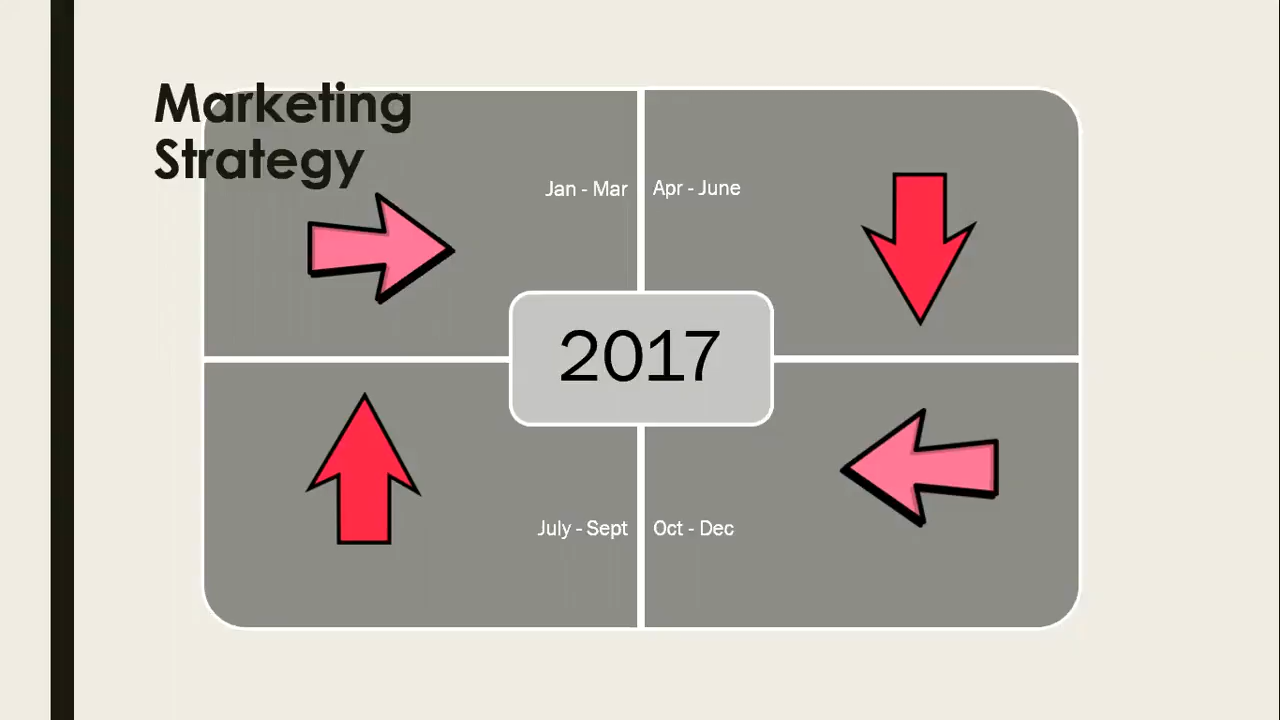 Marketing
Strategy
Jan - Mar
Apr - June
2017
July - Sept
Oct - Dec